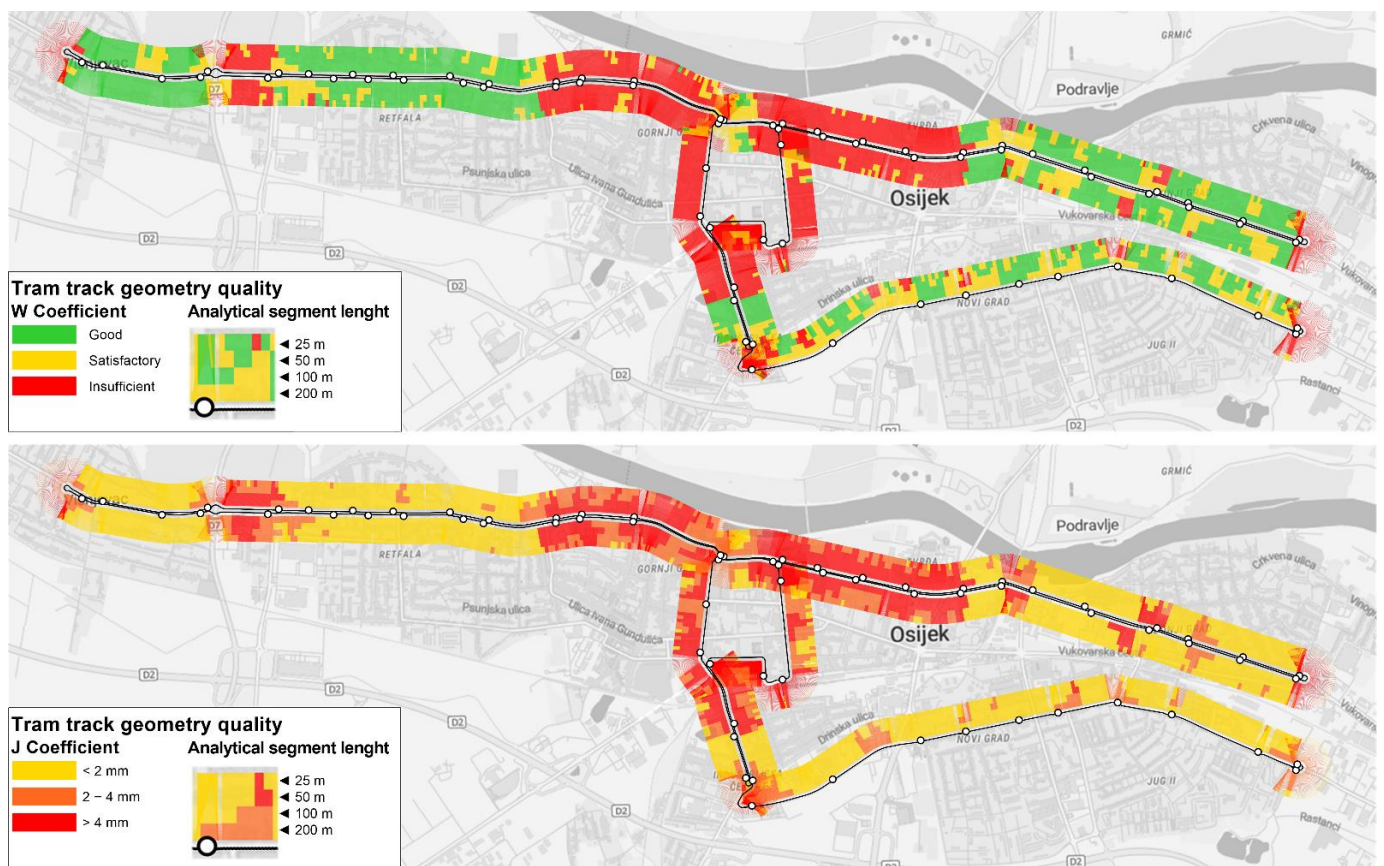 GRMIĆ
Podravlje
Crkvena ulica
D7
RETFALA
GORNJI
Psunjska ulica
Ulica Ivana Gundulića
Osijek
Vukovarska
D2
D2
Drinska ulica
NOVI GRAD
JUG II
D2
Rastanci
D2
Tram track geometry quality
W Coefficient
Good
Satisfactory
Insufficient
Analytical segment lenght
25 m
50 m
100 m
200 m
GRMIĆ
Podravlje
Crkvena ulica
D7
RETFALA
GORNJI
Psunjska ulica
Ulica Ivana Gundulića
Osijek
Vukovarska
D2
D2
Drinska ulica
NOVI GRAD
JUG II
D2
Rastanci
D2
Tram track geometry quality
J Coefficient
< 2 mm
2 – 4 mm
> 4 mm
Analytical segment lenght
25 m
50 m
100 m
200 m